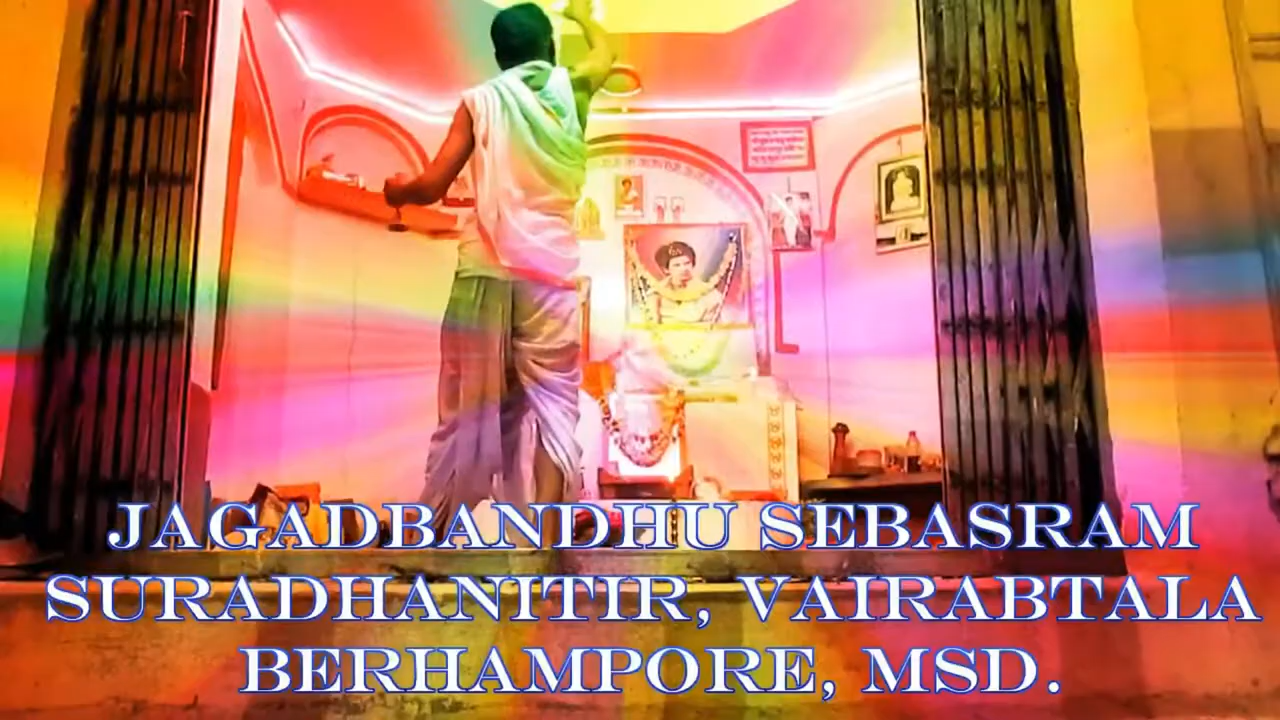 JAGADBANDHU SEBASRAM
SURADHANITIR, VAIRABTALA
BERHAMPORE, MSD.